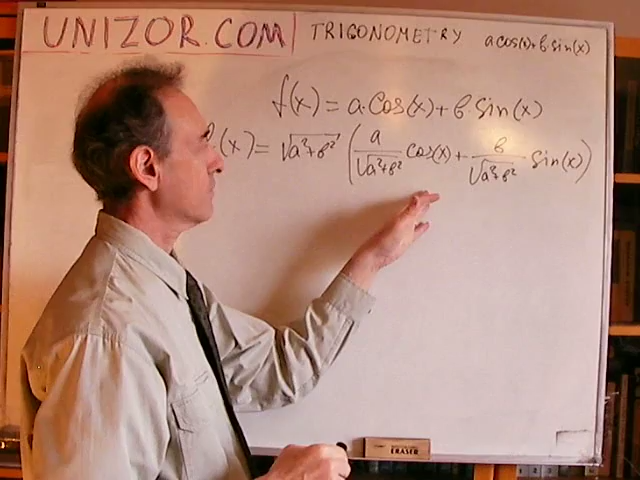 UNIZOR.COM | TRIGONOMETRY a cos(x)+b·sin(x)
f(x) = a·Cos(x)+b·Sin(x)
f(x) = √(a²+b²) (a/√(a²+b²) Cos(x) + b/√(a²+b²) Sin(x))
ERASER